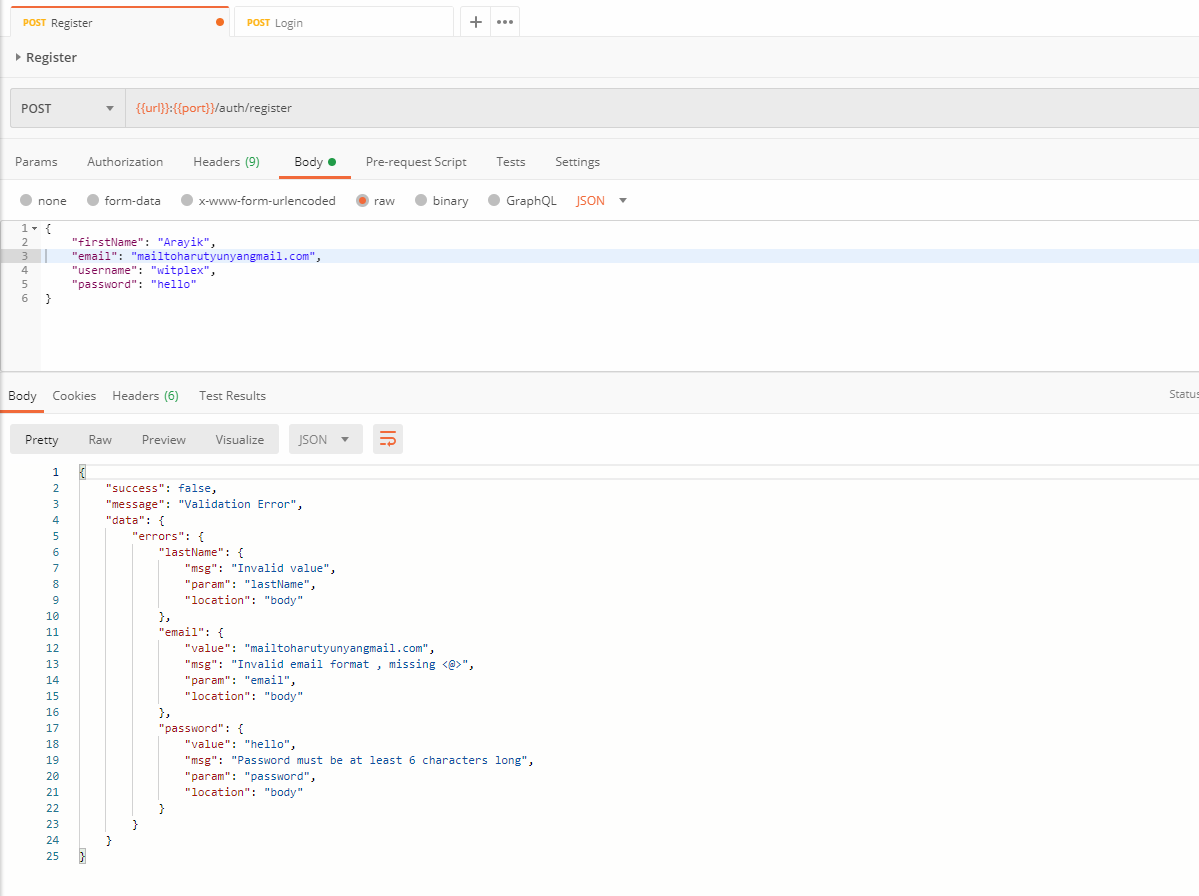 POST Register
POST Login
Register
POST
{{url}}:{{port}}/auth/register
Params Authorization Headers (9) Body Pre-request Script Tests Settings
none form-data x-www-form-urlencoded raw binary GraphQL JSON
1 {
2 "firstName": "Arayik",
3 "email": "mailtoharutyunyangmail.com",
4 "username": "witplex",
5 "password": "hello"
6 }
Body Cookies Headers (6) Test Results Status
Pretty Raw Preview Visualize JSON
1 {
2 "success": false,
3 "message": "Validation Error",
4 "data": {
5 "errors": {
6 "lastName": {
7 "msg": "Invalid value",
8 "param": "lastName",
9 "location": "body"
10 },
11 "email": {
12 "value": "mailtoharutyunyangmail.com",
13 "msg": "Invalid email format , missing <@>",
14 "param": "email",
15 "location": "body"
16 },
17 "password": {
18 "value": "hello",
19 "msg": "Password must be at least 6 characters long",
20 "param": "password",
21 "location": "body"
22 }
23 }
24 }
25 }